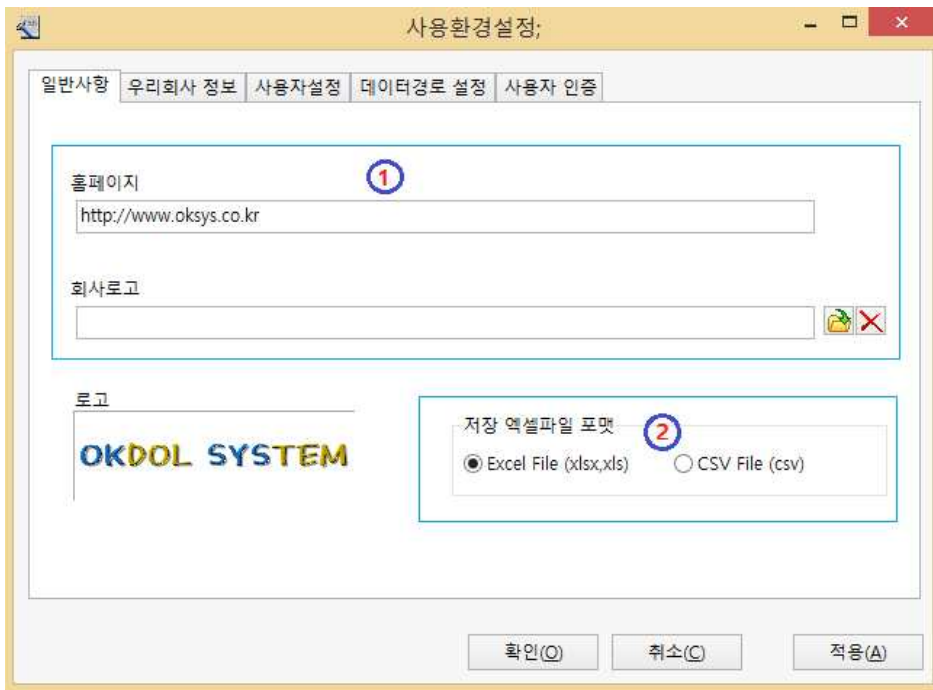 사용환경설정;
일반사항 우리회사 정보 사용자설정 데이터경로 설정 사용자 인증
①
홈페이지
http://www.oksys.co.kr
회사로고
로고
OKDOL SYSTEM
저장 엑셀파일 포맷 ②
Excel File (xlsx,xls) CSV File (csv)
확인(O) 취소(C) 적용(A)